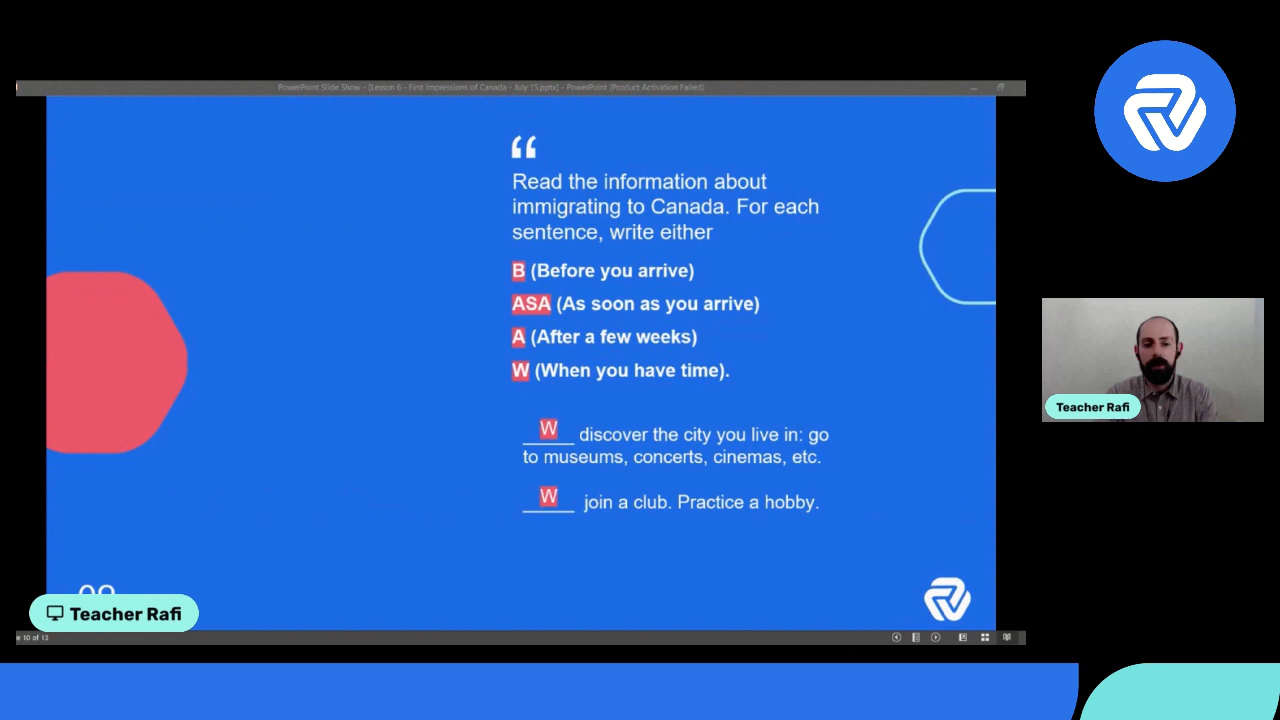 PowerPoint Slide Show - [Lesson 6 - First Impressions of Canada - July 15.pptx] - PowerPoint (Product Activation Failed)
“
Read the information about
immigrating to Canada. For each
sentence, write either
B (Before you arrive)
ASA (As soon as you arrive)
A (After a few weeks)
W (When you have time).
W discover the city you live in: go
to museums, concerts, cinemas, etc.
W join a club. Practice a hobby.
Teacher Rafi
Teacher Rafi
e 10 of 13